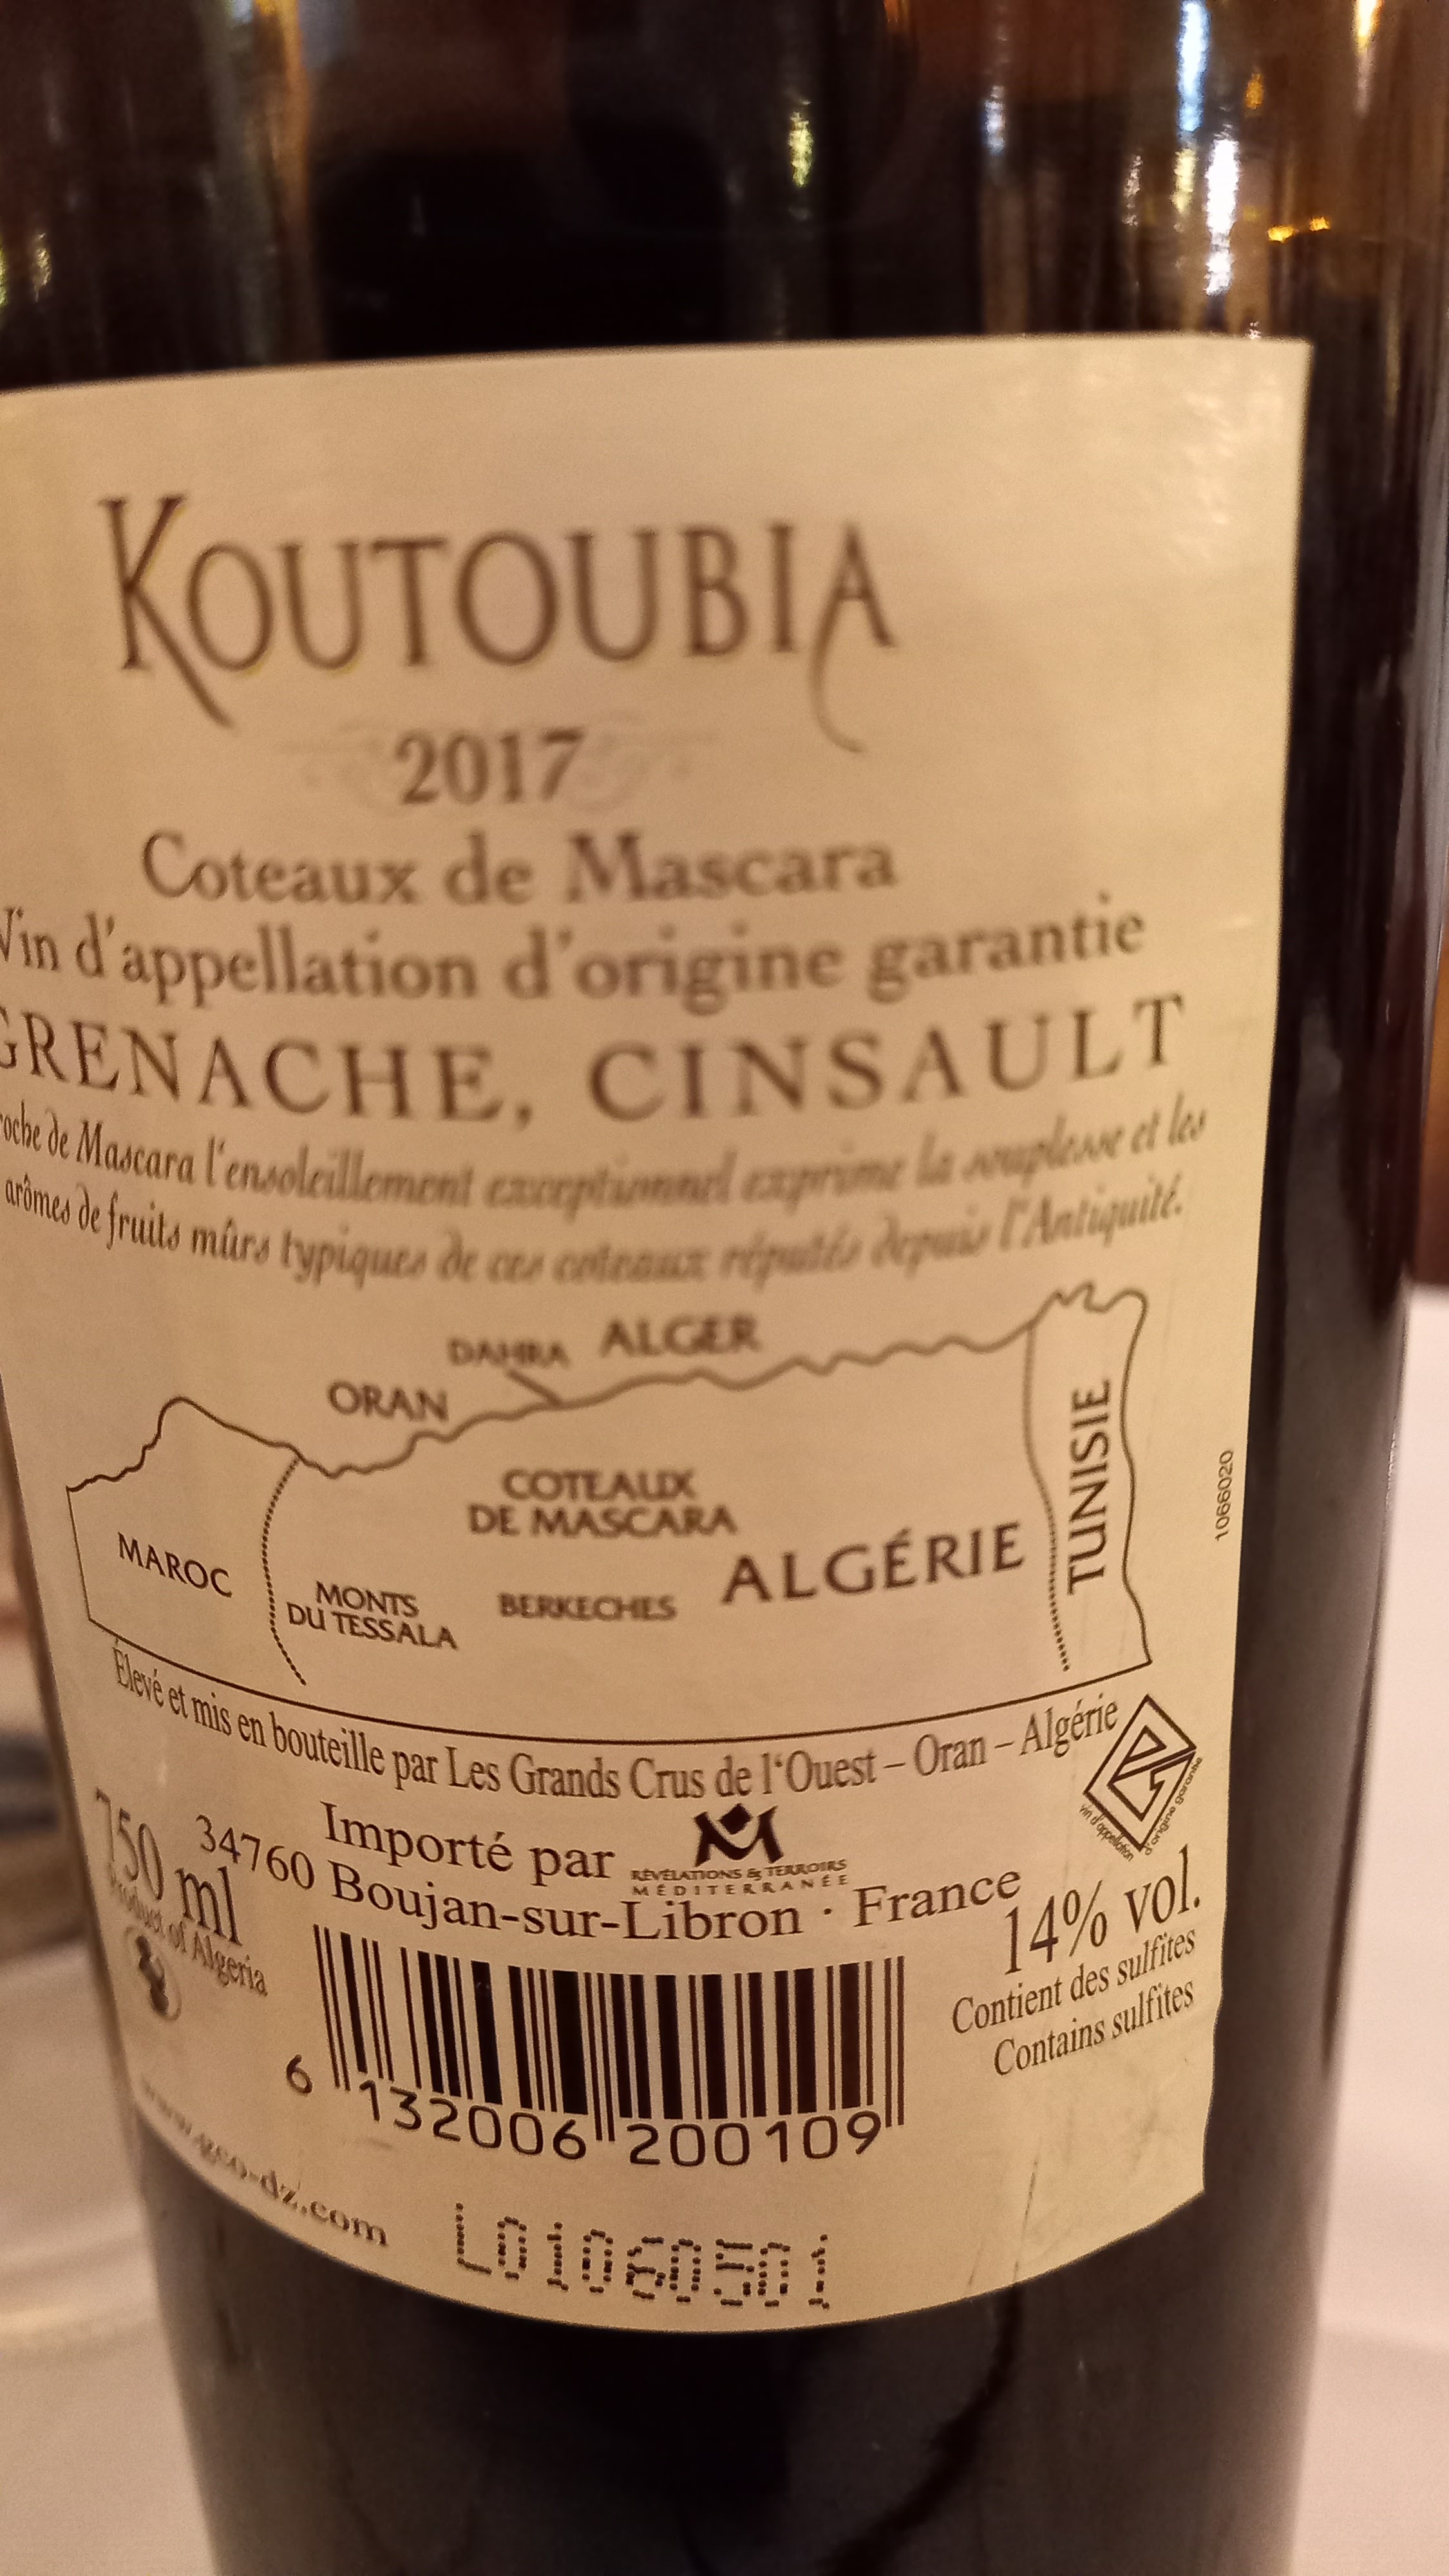 KOUTOUBIA
2017
Coteaux de Mascara
Vin d'appellation d'origine garantie
GRENACHE, CINSAULT
roche de Mascara l'ensoleillement exceptionnel exprime la souplesse et les
arômes de fruits mûrs typiques de ces coteaux réputés depuis l'Antiquité.
DAHRA ALGER
ORAN
COTEAUX
DE MASCARA
MAROC
MONTS
DU TESSALA
BERKECHES
ALGÉRIE
TUNISIE
1066020
Élevé et mis en bouteille par Les Grands Crus de l'Ouest – Oran – Algérie
vin d'appellation d'origine garantie
Importé par
RÉVÉLATIONS & TERROIRS
MÉDITERRANÉE
34760 Boujan-sur-Libron · France
750 ml
Product of Algeria
14% vol.
Contient des sulfites
Contains sulfites
6 132006 200109
www.gco-dz.com
L01060501